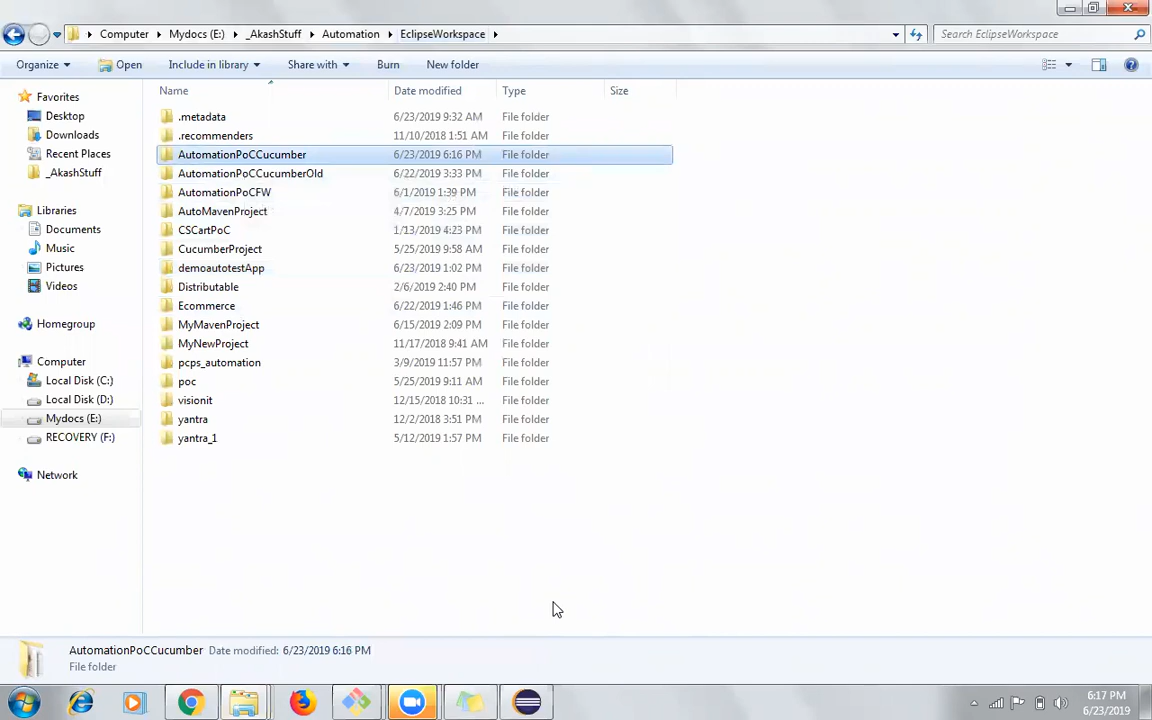 Computer Mydocs (E:) _AkashStuff Automation EclipseWorkspace Search EclipseWorkspace
Organize Open Include in library Share with Burn New folder
Name Date modified Type Size
Favorites
Desktop
Downloads
Recent Places
_AkashStuff
Libraries
Documents
Music
Pictures
Videos
Homegroup
Computer
Local Disk (C:)
Local Disk (D:)
Mydocs (E:)
RECOVERY (F:)
Network
.metadata 6/23/2019 9:32 AM File folder
.recommenders 11/10/2018 1:51 AM File folder
AutomationPoCCucumber 6/23/2019 6:16 PM File folder
AutomationPoCCucumberOld 6/22/2019 3:33 PM File folder
AutomationPoCFW 6/1/2019 1:39 PM File folder
AutoMavenProject 4/7/2019 3:25 PM File folder
CSCartPoC 1/13/2019 4:23 PM File folder
CucumberProject 5/25/2019 9:58 AM File folder
demoautotestApp 6/23/2019 1:02 PM File folder
Distributable 2/6/2019 2:40 PM File folder
Ecommerce 6/22/2019 1:46 PM File folder
MyMavenProject 6/15/2019 2:09 PM File folder
MyNewProject 11/17/2018 9:41 AM File folder
pcps_automation 3/9/2019 11:57 PM File folder
poc 5/25/2019 9:11 AM File folder
visionit 12/15/2018 10:31 ... File folder
yantra 12/2/2018 3:51 PM File folder
yantra_1 5/12/2019 1:57 PM File folder
AutomationPoCCucumber Date modified: 6/23/2019 6:16 PM
File folder
6:17 PM
6/23/2019